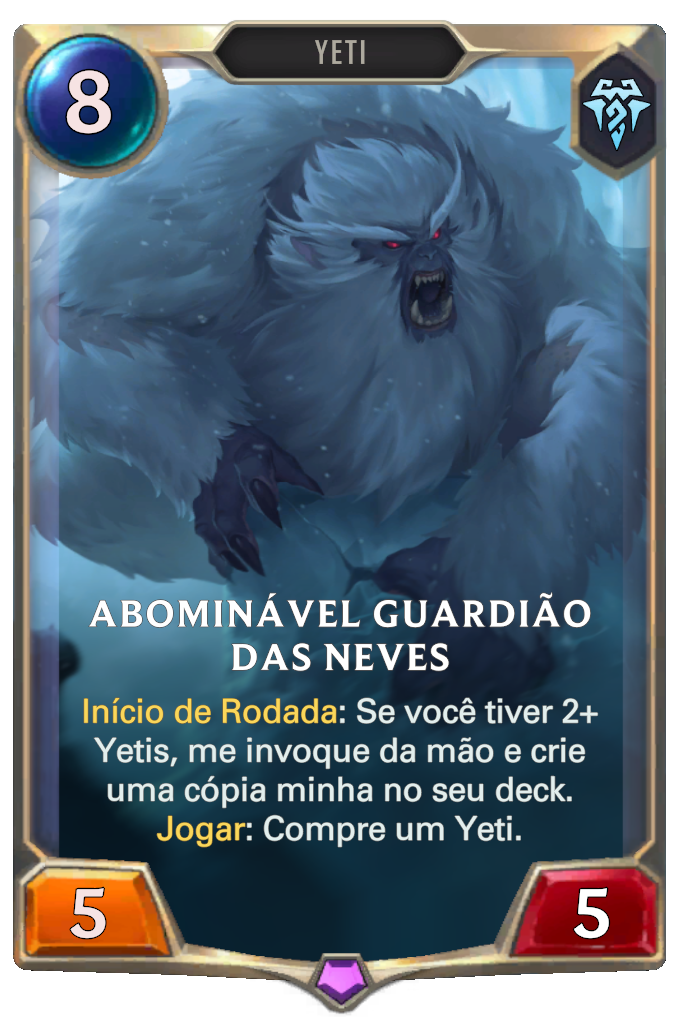 YETI
8
ABOMINÁVEL GUARDIÃO
DAS NEVES
Início de Rodada: Se você tiver 2+
Yetis, me invoque da mão e crie
uma cópia minha no seu deck.
Jogar: Compre um Yeti.
5
5